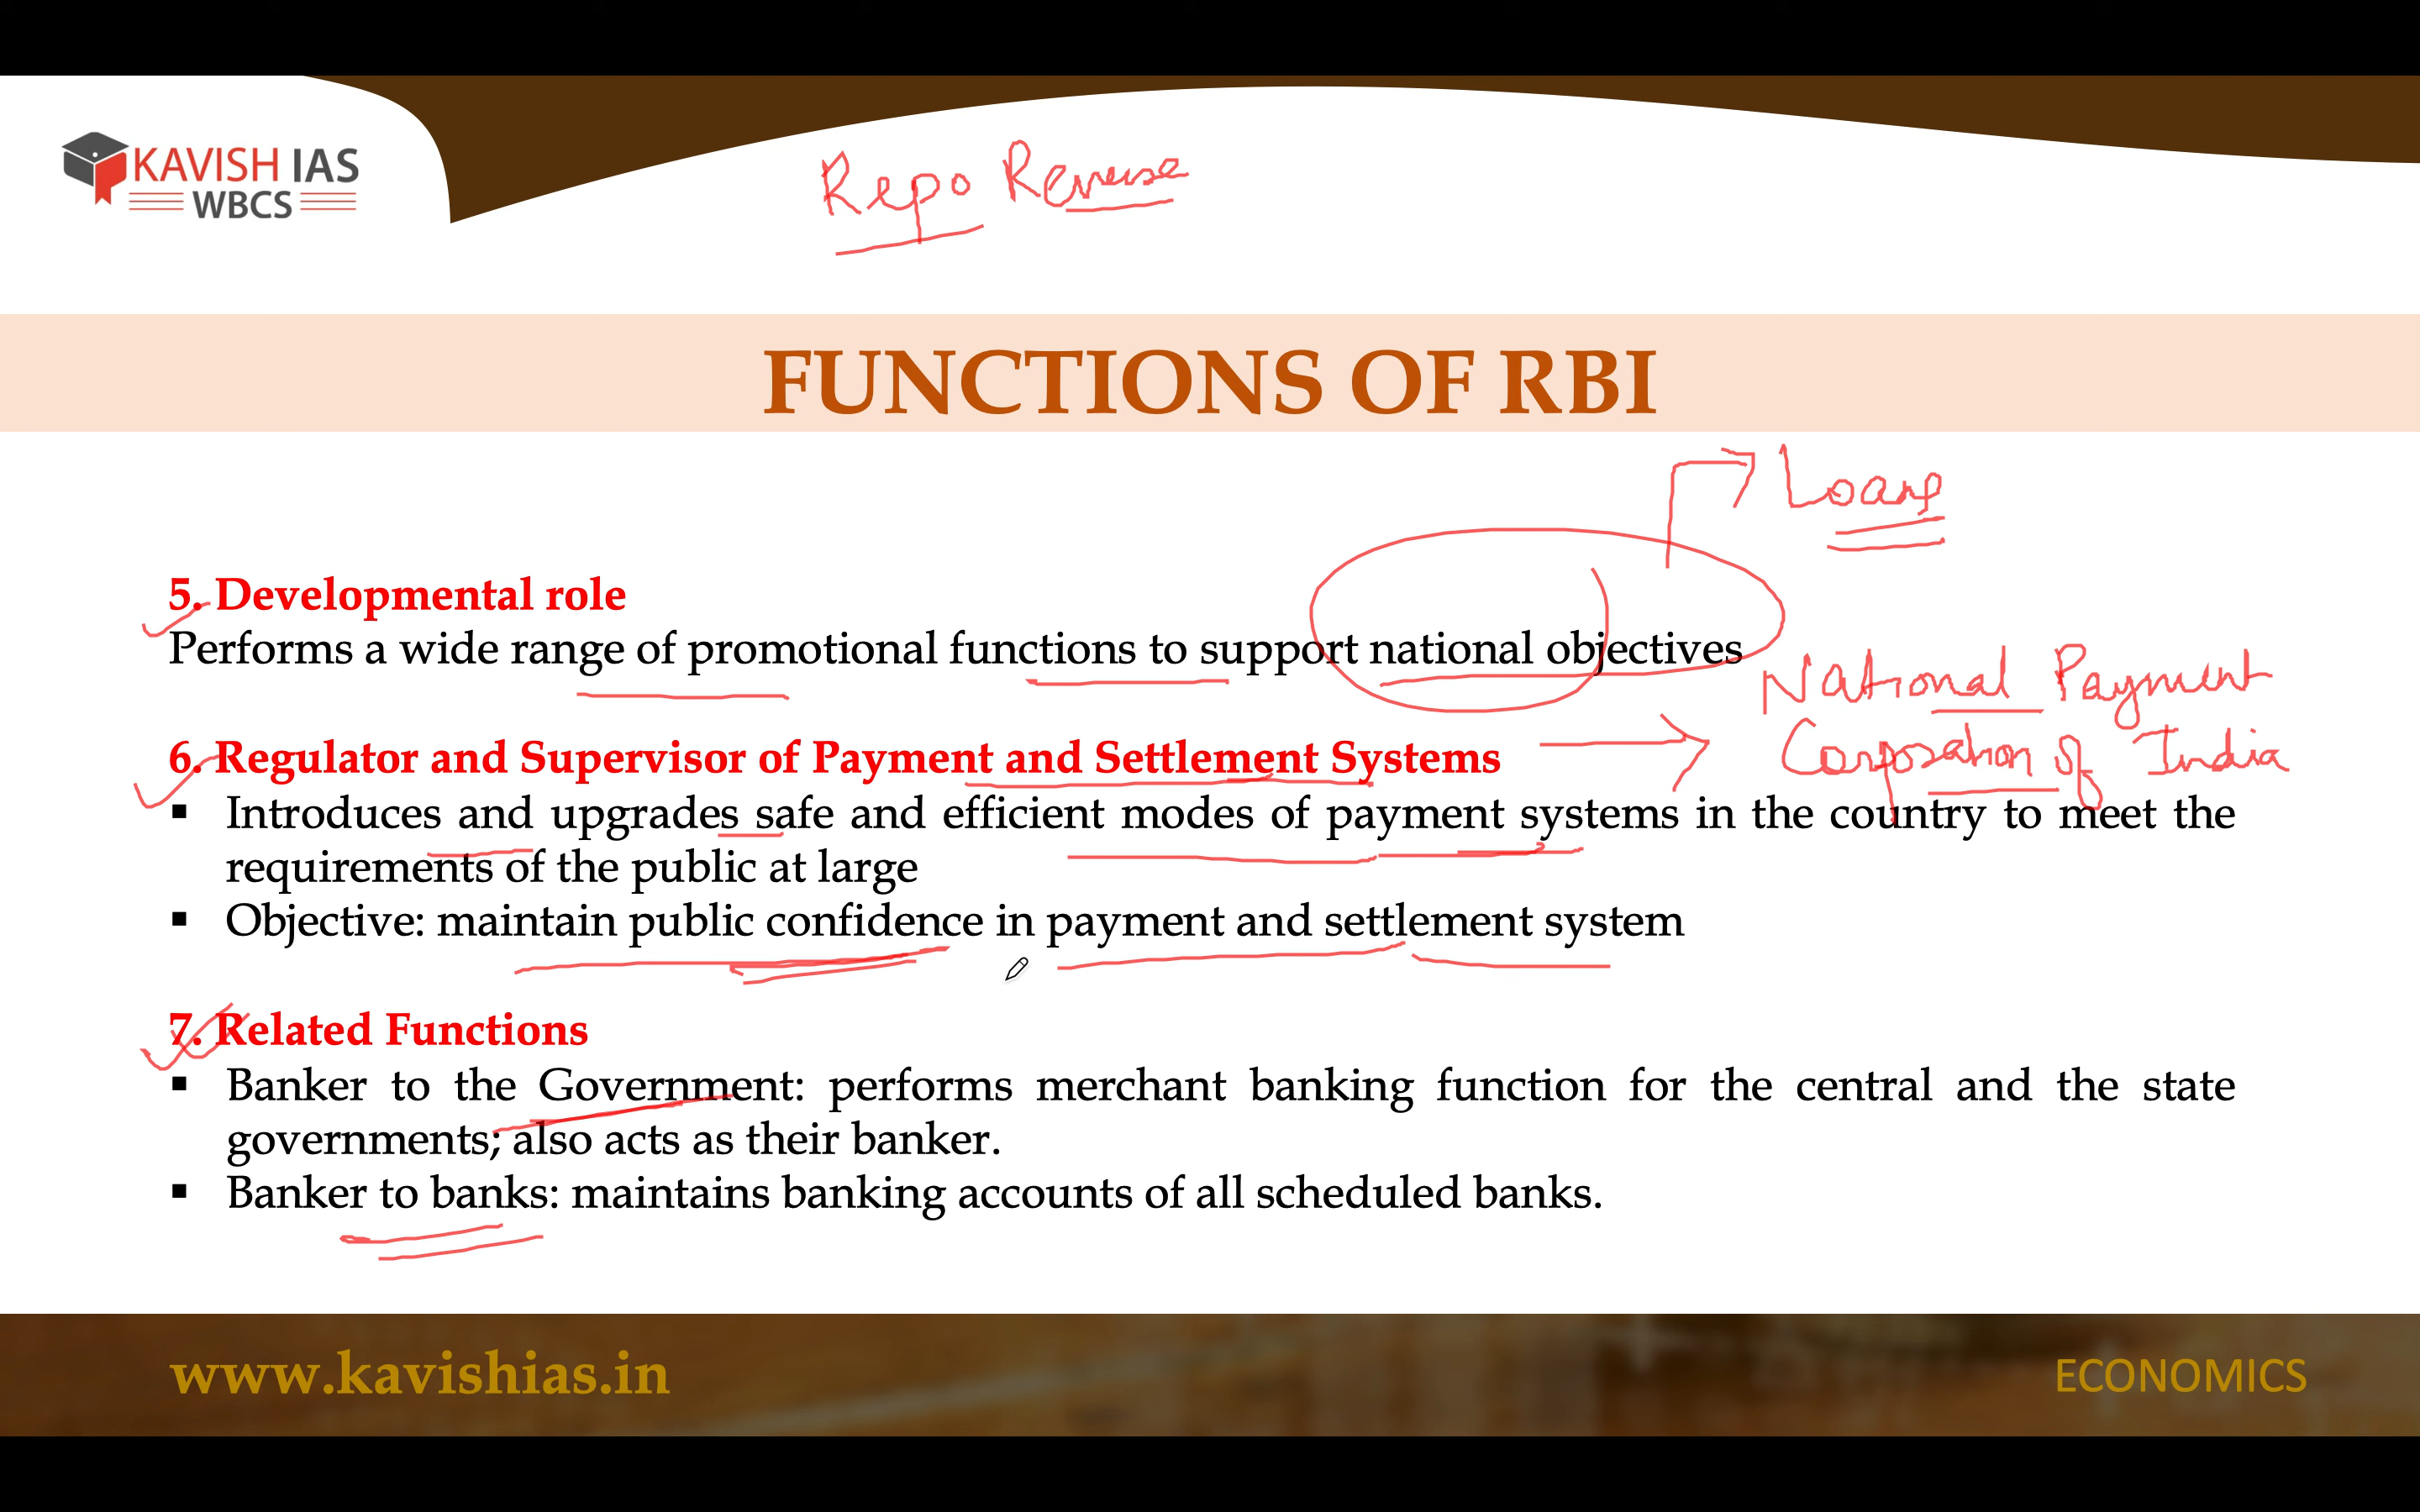 KAVISH IAS
WBCS
Repo Reverse
FUNCTIONS OF RBI
Loans
5. Developmental role
Performs a wide range of promotional functions to support national objectives
National Payment
Corporation of India
6. Regulator and Supervisor of Payment and Settlement Systems
▪ Introduces and upgrades safe and efficient modes of payment systems in the country to meet the
requirements of the public at large
▪ Objective: maintain public confidence in payment and settlement system
7. Related Functions
▪ Banker to the Government: performs merchant banking function for the central and the state
governments; also acts as their banker.
▪ Banker to banks: maintains banking accounts of all scheduled banks.
www.kavishias.in
ECONOMICS